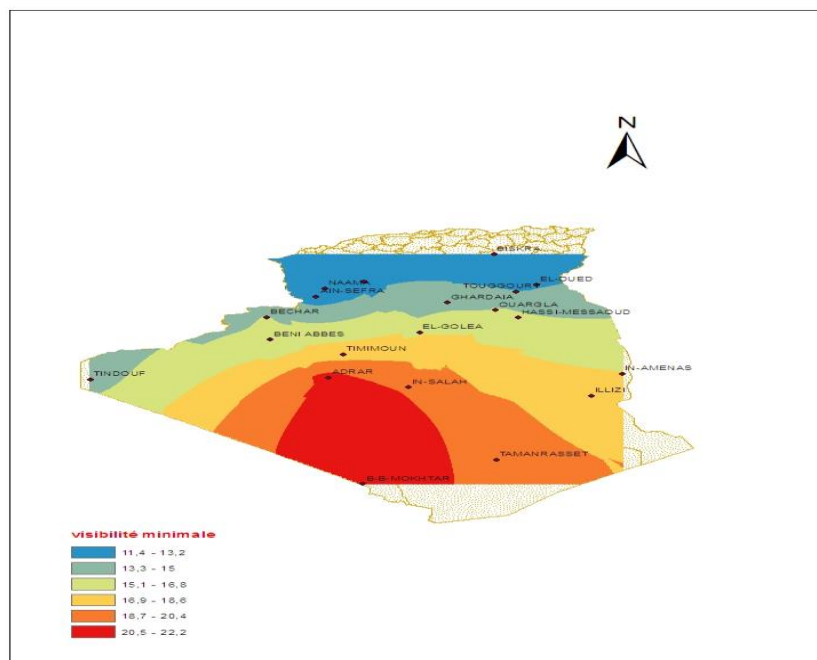 N
BISKRA
EL-OUED
NAAMA
TOUGGOURT
AIN-SEFRA
GHARDAIA
OUARGLA
BECHAR
HASSI-MESSAOUD
EL-GOLEA
BENI ABBES
TIMIMOUN
IN-AMENAS
TINDOUF
ADRAR
IN-SALAH
ILLIZI
TAMANRASSET
B-B-MOKHTAR
visibilité minimale
11,4 - 13,2
13,3 - 15
15,1 - 16,8
16,9 - 18,6
18,7 - 20,4
20,5 - 22,2